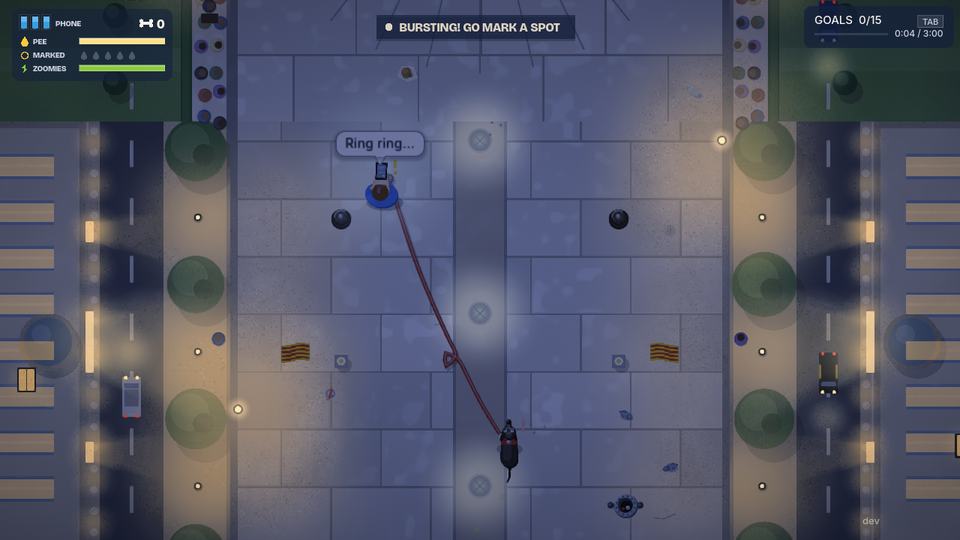 PHONE
0
PEE
MARKED
ZOOMIES
BURSTING! GO MARK A SPOT
GOALS 0/15
TAB
0:04 / 3:00
Ring ring...
dev